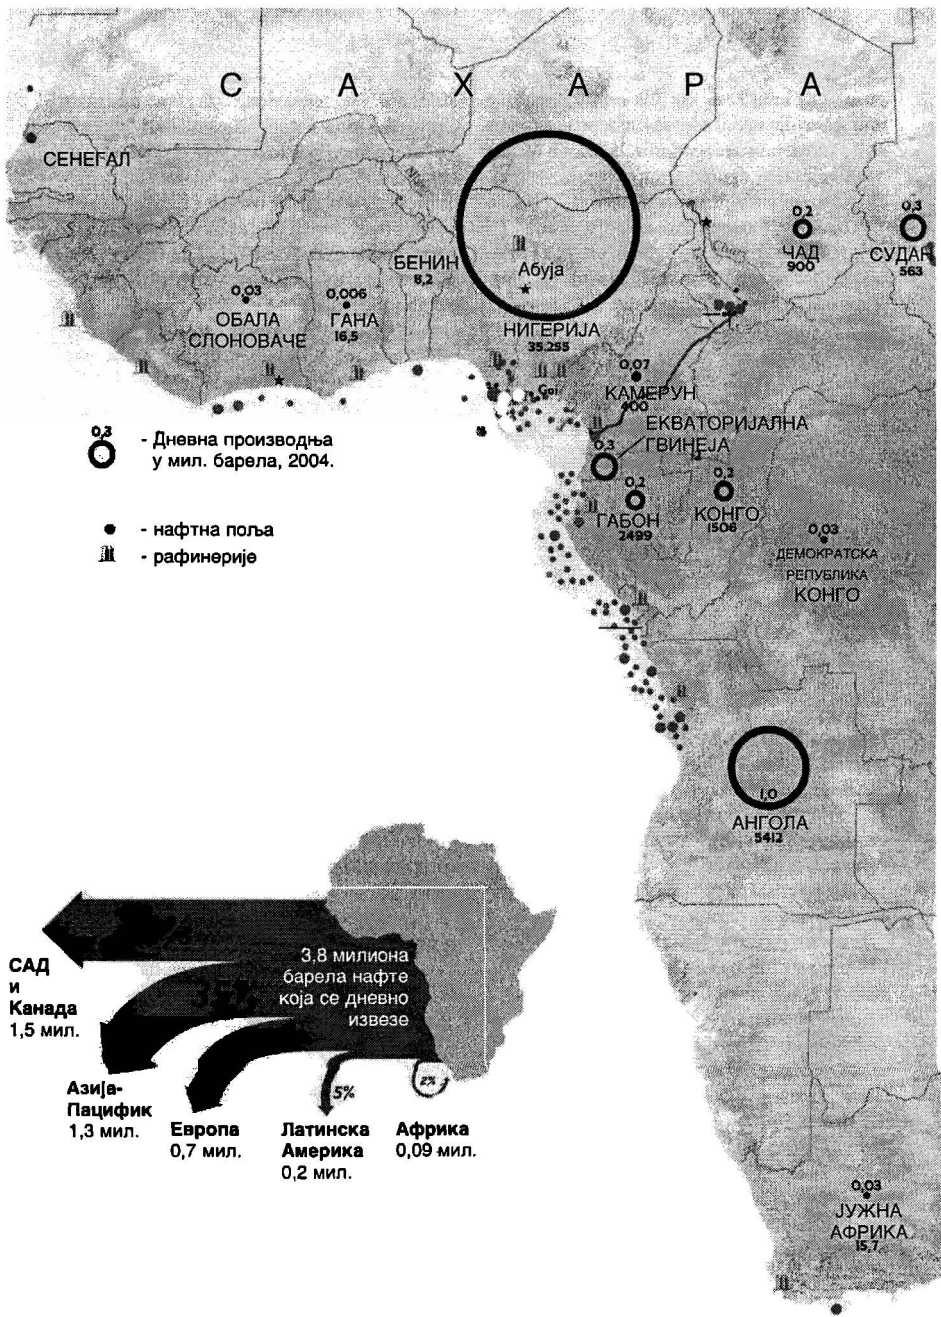 С А Х А Р А
СЕНЕГАЛ
0,3
0,2
ЧАД
900
СУДАН
563
БЕНИН
8,2
Абуја
0,03
ОБАЛА
СЛОНОВАЧЕ
0,006
ГАНА
16,5
НИГЕРИЈА
35.255
0,07
КАМЕРУН
400
ЕКВАТОРИЈАЛНА
ГВИНЕЈА
0,3
0,3
- Дневна производња
у мил. барела, 2004.
0,2
ГАБОН
2499
0,2
КОНГО
1506
0,03
ДЕМОКРАТСКА
РЕПУБЛИКА
КОНГО
- нафтна поља
- рафинерије
1,0
АНГОЛА
5412
3,8 милиона
барела нафте
која се дневно
извезе
САД
и
Канада
1,5 мил.
Азија-
Пацифик
1,3 мил.
Европа
0,7 мил.
5%
Латинска
Америка
0,2 мил.
2%
Африка
0,09 мил.
0,03
ЈУЖНА
АФРИКА
15,7